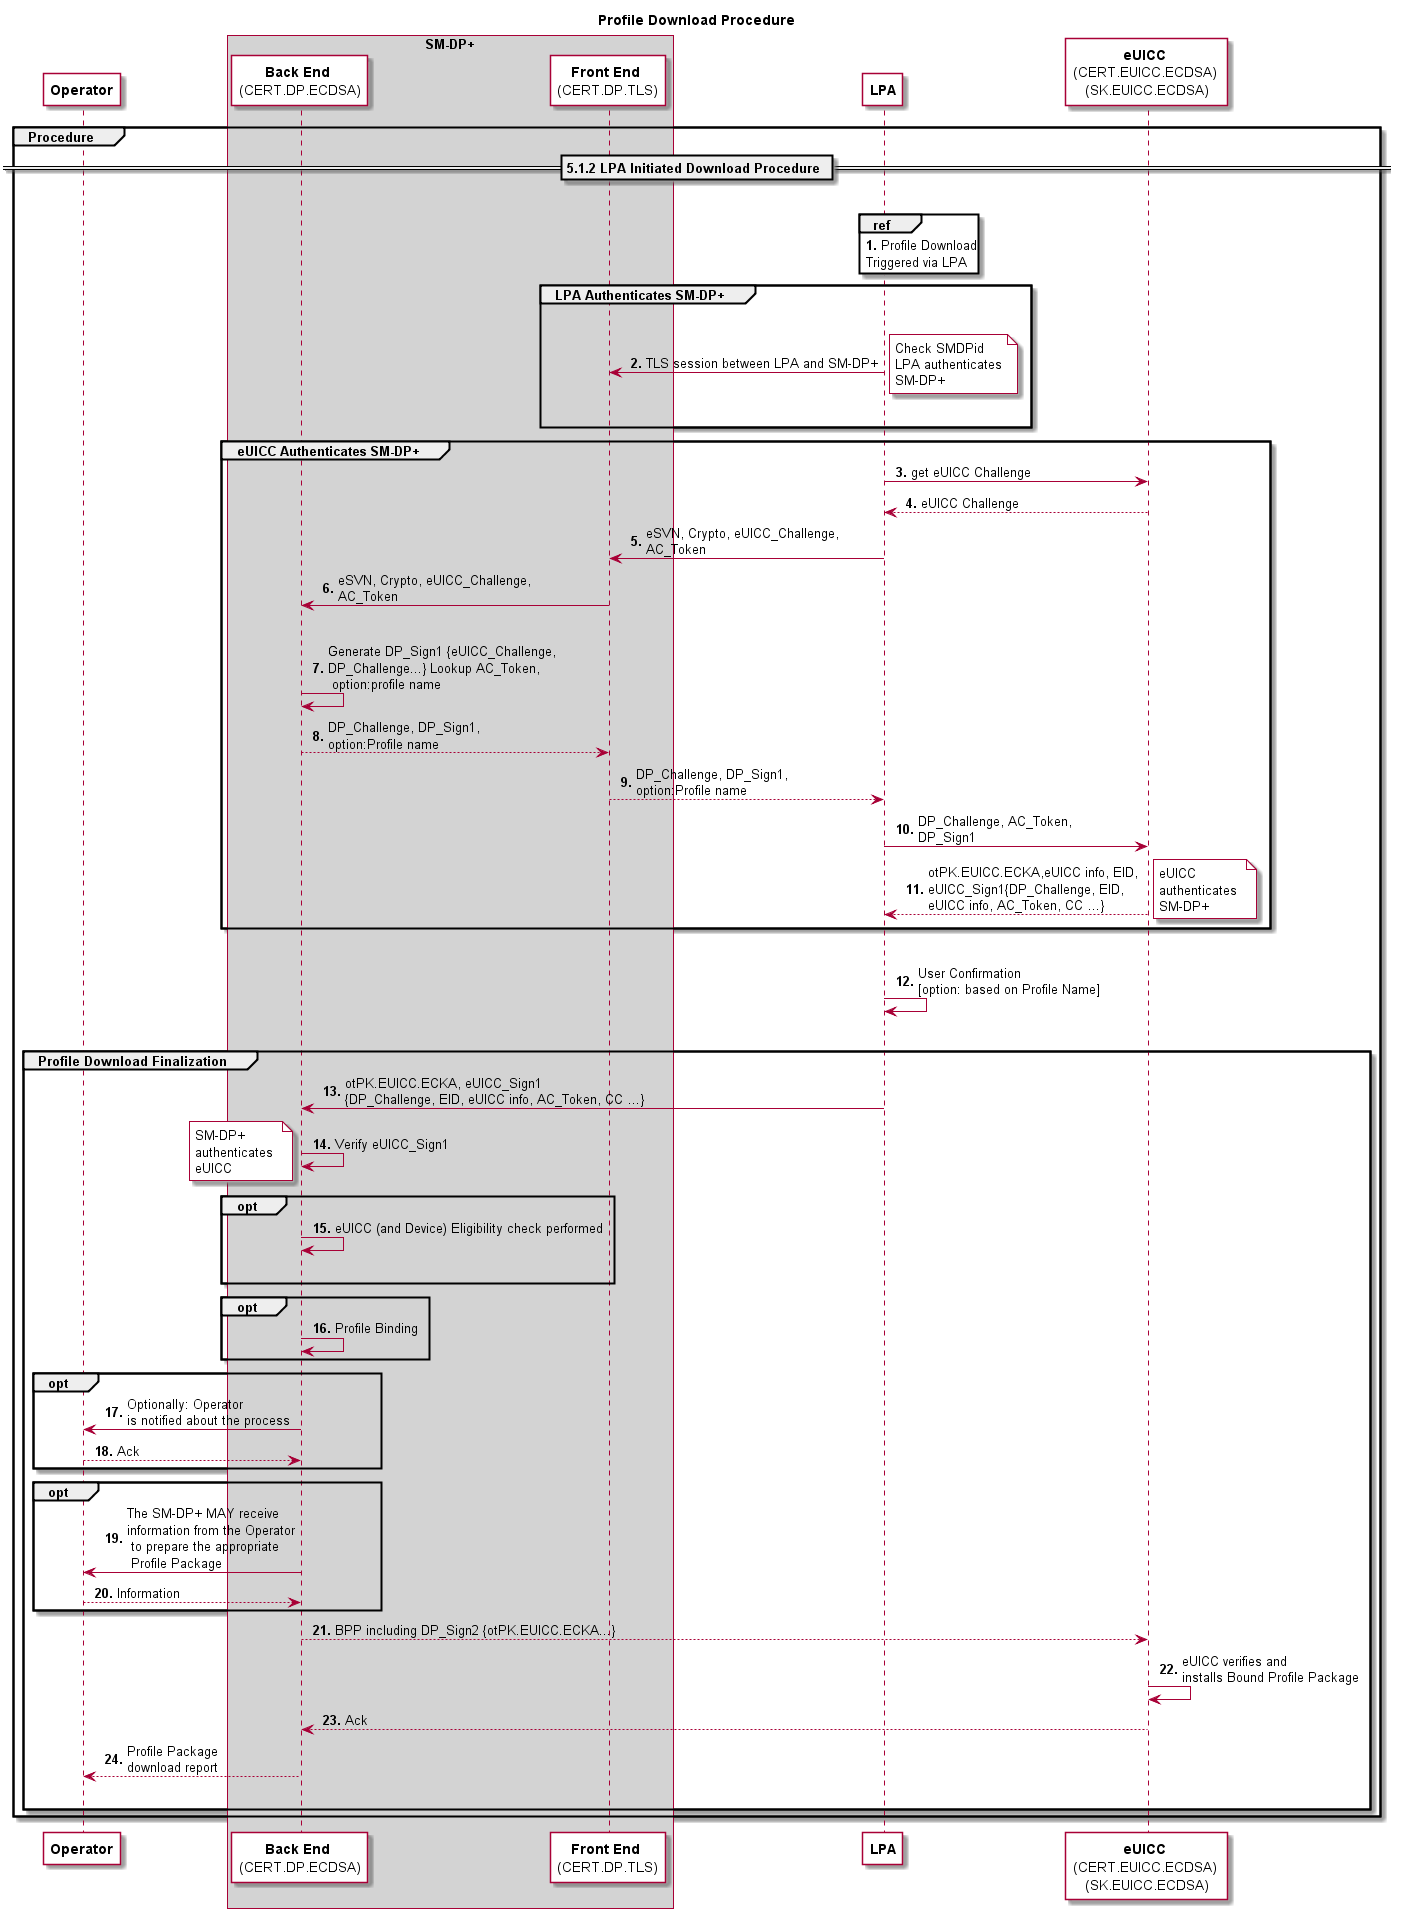 Profile Download Procedure
SM-DP+
Operator
Back End
(CERT.DP.ECDSA)
Front End
(CERT.DP.TLS)
LPA
eUICC
(CERT.EUICC.ECDSA)
(SK.EUICC.ECDSA)
Procedure
5.1.2 LPA Initiated Download Procedure
ref
1. Profile Download
Triggered via LPA
LPA Authenticates SM-DP+
2. TLS session between LPA and SM-DP+
Check SMDPid
LPA authenticates
SM-DP+
eUICC Authenticates SM-DP+
3. get eUICC Challenge
4. eUICC Challenge
5. eSVN, Crypto, eUICC_Challenge,
AC_Token
6. eSVN, Crypto, eUICC_Challenge,
AC_Token
7. Generate DP_Sign1 {eUICC_Challenge,
DP_Challenge...} Lookup AC_Token,
option:profile name
8. DP_Challenge, DP_Sign1,
option:Profile name
9. DP_Challenge, DP_Sign1,
option:Profile name
10. DP_Challenge, AC_Token,
DP_Sign1
11. otPK.EUICC.ECKA,eUICC info, EID,
eUICC_Sign1{DP_Challenge, EID,
eUICC info, AC_Token, CC ...}
eUICC
authenticates
SM-DP+
12. User Confirmation
[option: based on Profile Name]
Profile Download Finalization
13. otPK.EUICC.ECKA, eUICC_Sign1
{DP_Challenge, EID, eUICC info, AC_Token, CC ...}
SM-DP+
authenticates
eUICC
14. Verify eUICC_Sign1
opt
15. eUICC (and Device) Eligibility check performed
opt
16. Profile Binding
opt
17. Optionally: Operator
is notified about the process
18. Ack
opt
19. The SM-DP+ MAY receive
information from the Operator
to prepare the appropriate
Profile Package
20. Information
21. BPP including DP_Sign2 {otPK.EUICC.ECKA...}
22. eUICC verifies and
installs Bound Profile Package
23. Ack
24. Profile Package
download report
Operator
Back End
(CERT.DP.ECDSA)
Front End
(CERT.DP.TLS)
LPA
eUICC
(CERT.EUICC.ECDSA)
(SK.EUICC.ECDSA)